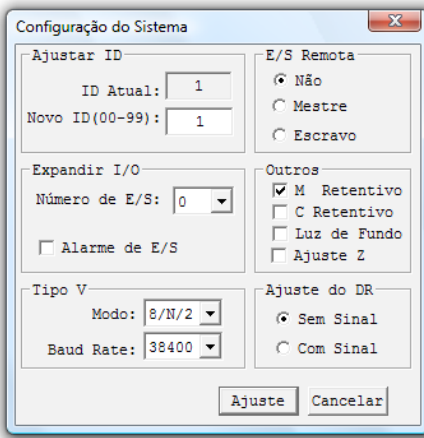 Configuração do Sistema
Ajustar ID
ID Atual: 1
Novo ID(00-99): 1
E/S Remota
Não
Mestre
Escravo
Expandir I/O
Número de E/S: 0
Alarme de E/S
Outros
M Retentivo
C Retentivo
Luz de Fundo
Ajuste Z
Tipo V
Modo: 8/N/2
Baud Rate: 38400
Ajuste do DR
Sem Sinal
Com Sinal
Ajuste Cancelar